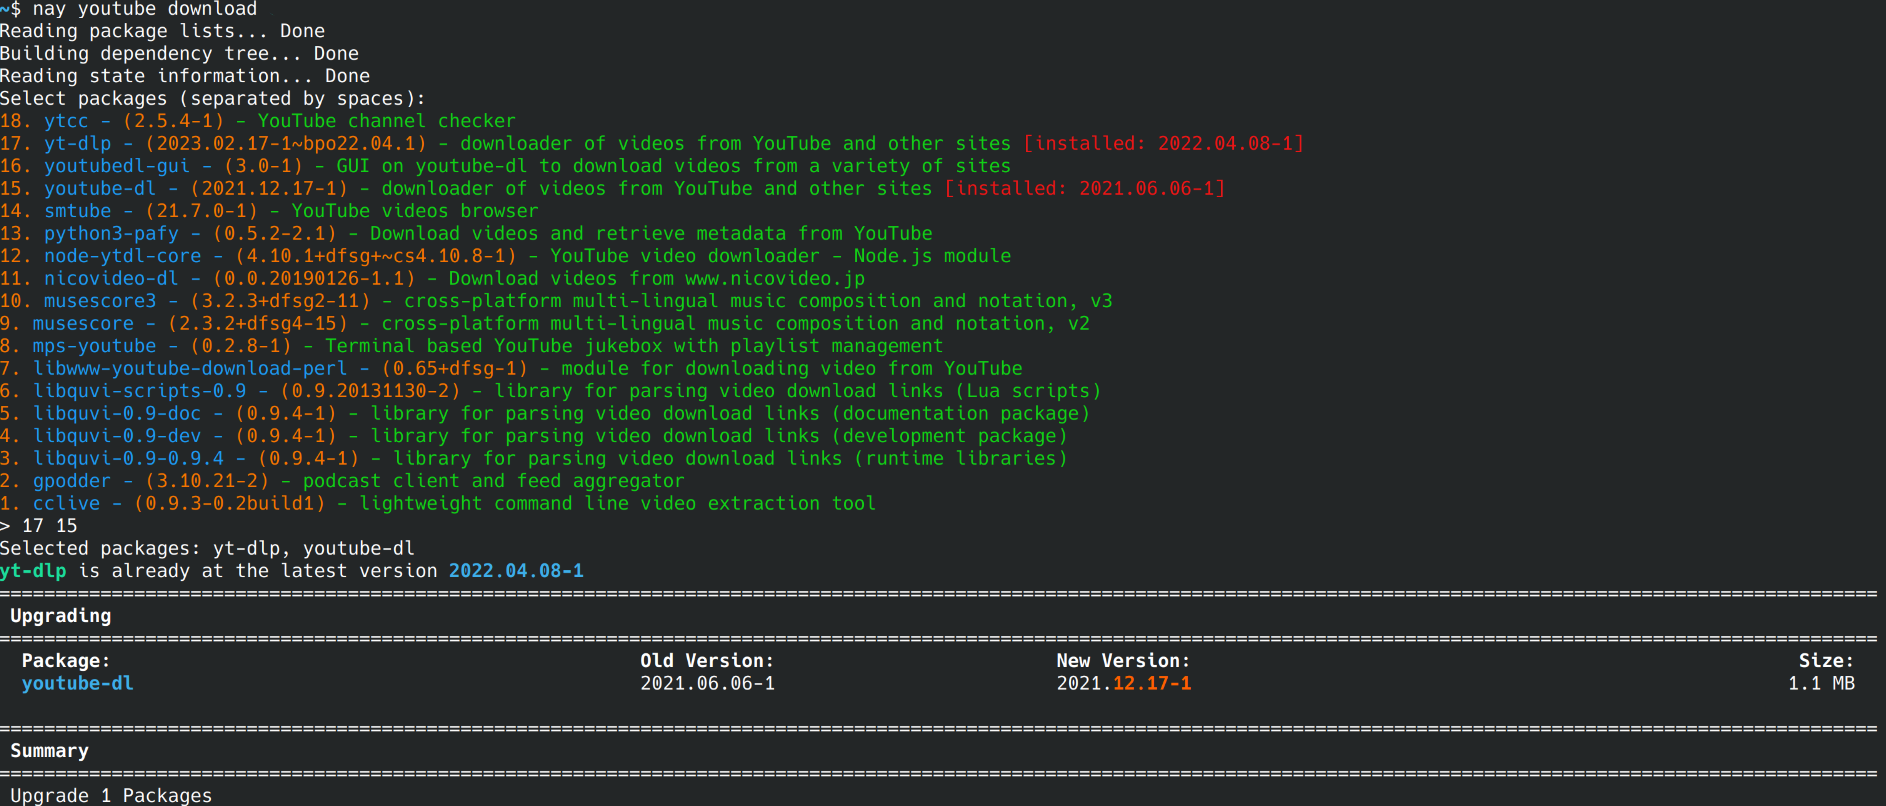 ~$ nay youtube download
Reading package lists... Done
Building dependency tree... Done
Reading state information... Done
Select packages (separated by spaces):
18. ytcc - (2.5.4-1) - YouTube channel checker
17. yt-dlp - (2023.02.17-1~bpo22.04.1) - downloader of videos from YouTube and other sites [installed: 2022.04.08-1]
16. youtubedl-gui - (3.0-1) - GUI on youtube-dl to download videos from a variety of sites
15. youtube-dl - (2021.12.17-1) - downloader of videos from YouTube and other sites [installed: 2021.06.06-1]
14. smtube - (21.7.0-1) - YouTube videos browser
13. python3-pafy - (0.5.2-2.1) - Download videos and retrieve metadata from YouTube
12. node-ytdl-core - (4.10.1+dfsg+~cs4.10.8-1) - YouTube video downloader - Node.js module
11. nicovideo-dl - (0.0.20190126-1.1) - Download videos from www.nicovideo.jp
10. musescore3 - (3.2.3+dfsg2-11) - cross-platform multi-lingual music composition and notation, v3
9. musescore - (2.3.2+dfsg4-15) - cross-platform multi-lingual music composition and notation, v2
8. mps-youtube - (0.2.8-1) - Terminal based YouTube jukebox with playlist management
7. libwww-youtube-download-perl - (0.65+dfsg-1) - module for downloading video from YouTube
6. libquvi-scripts-0.9 - (0.9.20131130-2) - library for parsing video download links (Lua scripts)
5. libquvi-0.9-doc - (0.9.4-1) - library for parsing video download links (documentation package)
4. libquvi-0.9-dev - (0.9.4-1) - library for parsing video download links (development package)
3. libquvi-0.9-0.9.4 - (0.9.4-1) - library for parsing video download links (runtime libraries)
2. gpodder - (3.10.21-2) - podcast client and feed aggregator
1. cclive - (0.9.3-0.2build1) - lightweight command line video extraction tool
> 17 15
Selected packages: yt-dlp, youtube-dl
yt-dlp is already at the latest version 2022.04.08-1
Upgrading
Package: Old Version: New Version: Size:
youtube-dl 2021.06.06-1 2021.12.17-1 1.1 MB
Summary
Upgrade 1 Packages